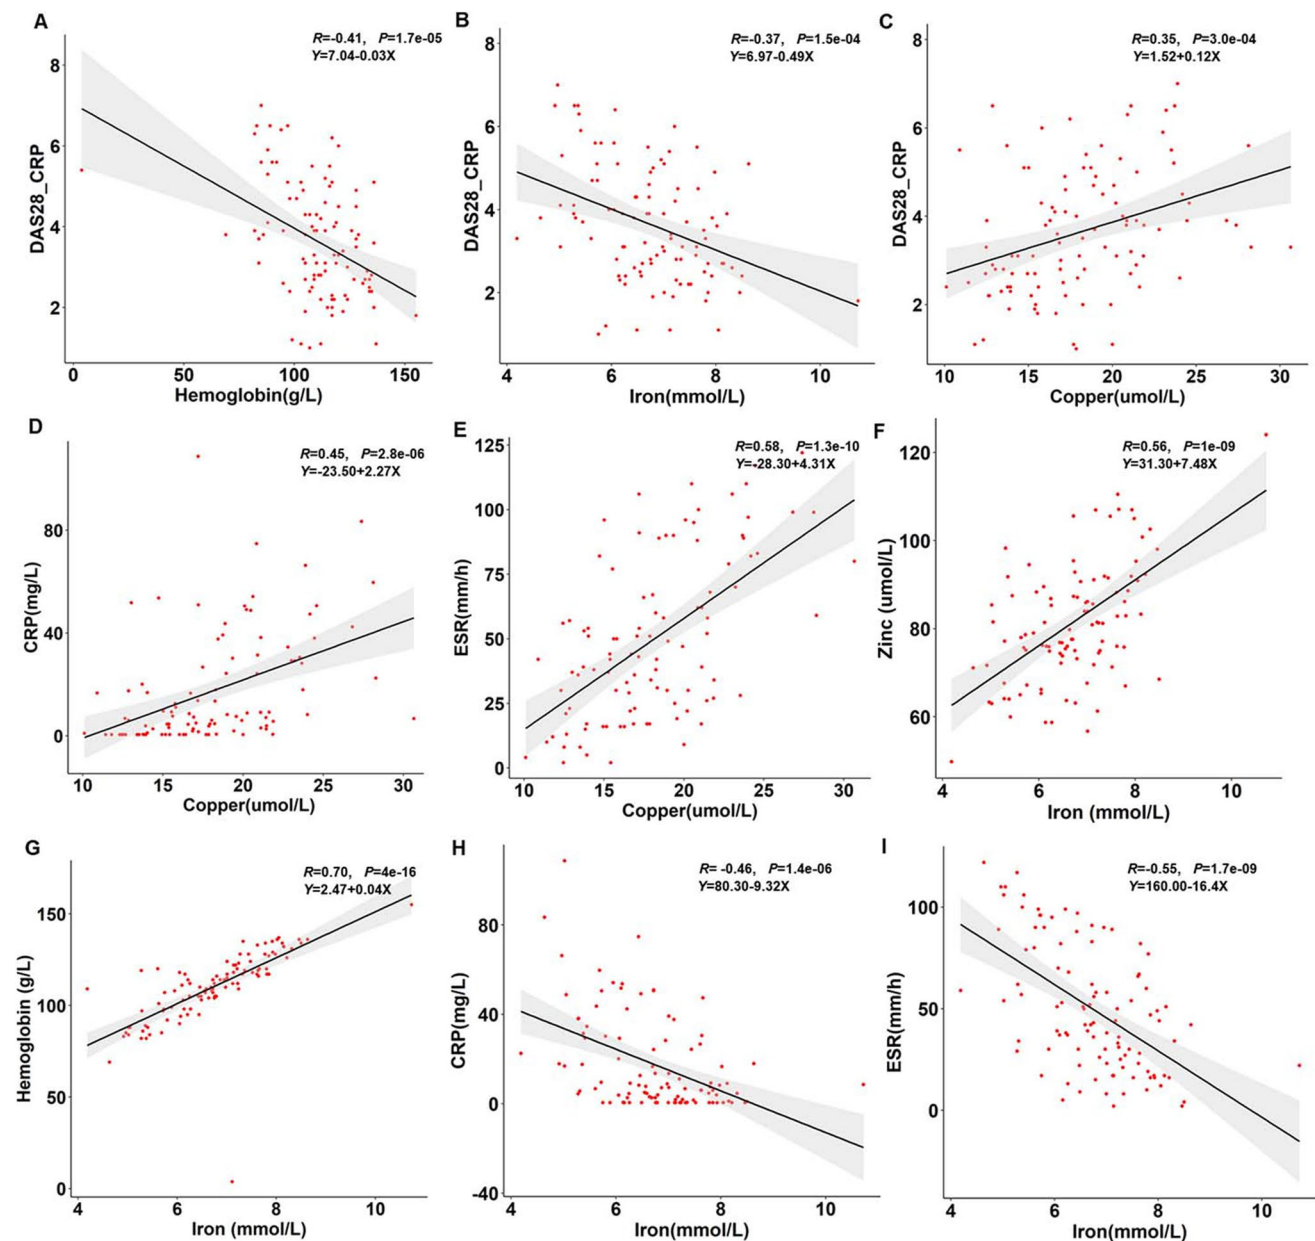 A
R=-0.41, P=1.7e-05
Y=7.04-0.03X
DAS28_CRP
8
6
4
2
0
50
100
150
Hemoglobin(g/L)
B
R=-0.37, P=1.5e-04
Y=6.97-0.49X
DAS28_CRP
8
6
4
2
4
6
8
10
Iron(mmol/L)
C
R=0.35, P=3.0e-04
Y=1.52+0.12X
DAS28_CRP
8
6
4
2
10
15
20
25
30
Copper(umol/L)
D
R=0.45, P=2.8e-06
Y=-23.50+2.27X
CRP(mg/L)
80
40
0
10
15
20
25
30
Copper(umol/L)
E
R=0.58, P=1.3e-10
Y=-28.30+4.31X
ESR(mm/h)
125
100
75
50
25
0
10
15
20
25
30
Copper(umol/L)
F
R=0.56, P=1e-09
Y=31.30+7.48X
Zinc (umol/L)
120
100
80
60
4
6
8
10
Iron (mmol/L)
G
R=0.70, P=4e-16
Y=2.47+0.04X
Hemoglobin (g/L)
150
100
50
0
4
6
8
10
Iron (mmol/L)
H
R= -0.46, P=1.4e-06
Y=80.30-9.32X
CRP(mg/L)
80
40
0
-40
4
6
8
10
Iron(mmol/L)
I
R=-0.55, P=1.7e-09
Y=160.00-16.4X
ESR(mm/h)
100
50
0
4
6
8
10
Iron(mmol/L)